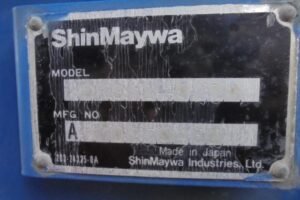 ShinMaywa
MODEL
MFG NO
A
Made in Japan
ShinMaywa Industries, Ltd.